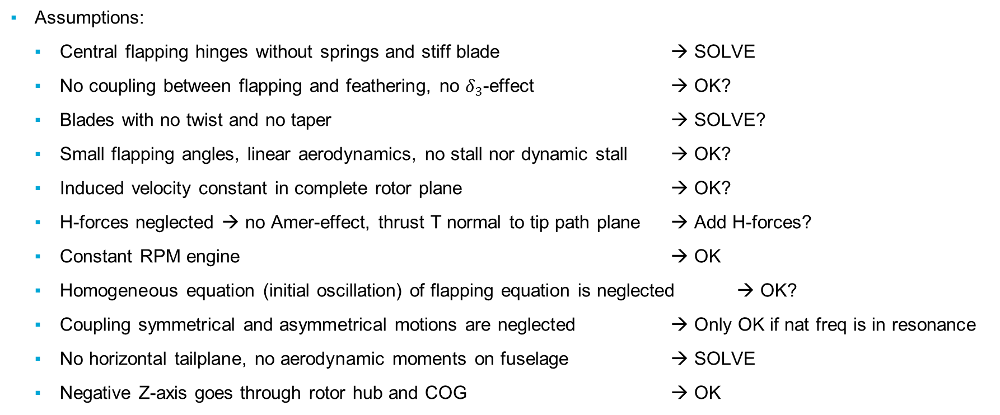 ▪ Assumptions:
▪ Central flapping hinges without springs and stiff blade → SOLVE
▪ No coupling between flapping and feathering, no δ₃-effect → OK?
▪ Blades with no twist and no taper → SOLVE?
▪ Small flapping angles, linear aerodynamics, no stall nor dynamic stall → OK?
▪ Induced velocity constant in complete rotor plane → OK?
▪ H-forces neglected → no Amer-effect, thrust T normal to tip path plane → Add H-forces?
▪ Constant RPM engine → OK
▪ Homogeneous equation (initial oscillation) of flapping equation is neglected → OK?
▪ Coupling symmetrical and asymmetrical motions are neglected → Only OK if nat freq is in resonance
▪ No horizontal tailplane, no aerodynamic moments on fuselage → SOLVE
▪ Negative Z-axis goes through rotor hub and COG → OK